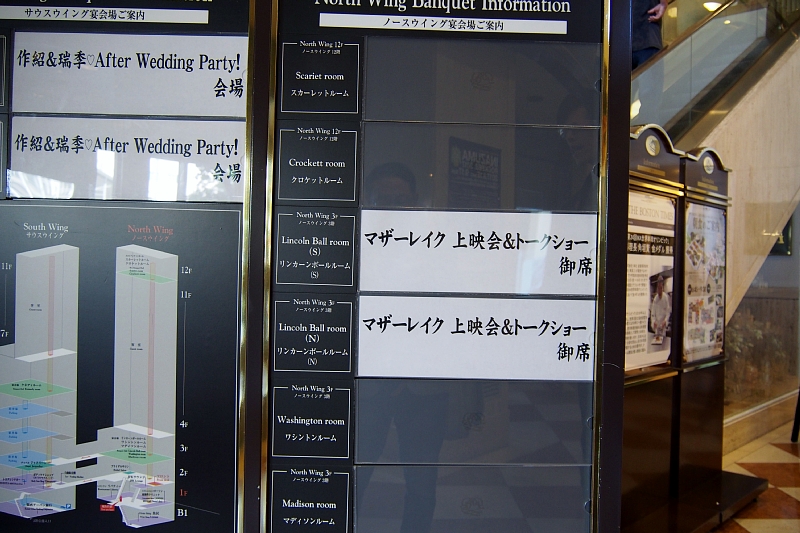 サウスウイング宴会場ご案内
作紹&瑞季♡After Wedding Party!
会場
作紹&瑞季♡After Wedding Party!
会場
South Wing
サウスウイング
North Wing
ノースウイング
11F
7F
12F
11F
4F
3F
2F
1F
B1
North Wing Banquet Information
ノースウイング宴会場ご案内
North Wing 12F
ノースウイング 12階
Scarlet room
スカーレットルーム
North Wing 12F
ノースウイング 12階
Crockett room
クロケットルーム
North Wing 3F
ノースウイング 3階
Lincoln Ball room
(S)
リンカーンボールルーム
(S)
マザーレイク 上映会&トークショー
御席
North Wing 3F
ノースウイング 3階
Lincoln Ball room
(N)
リンカーンボールルーム
(N)
マザーレイク 上映会&トークショー
御席
North Wing 3F
ノースウイング 3階
Washington room
ワシントンルーム
North Wing 3F
ノースウイング 3階
Madison room
マディソンルーム
THE BOSTON TIMES